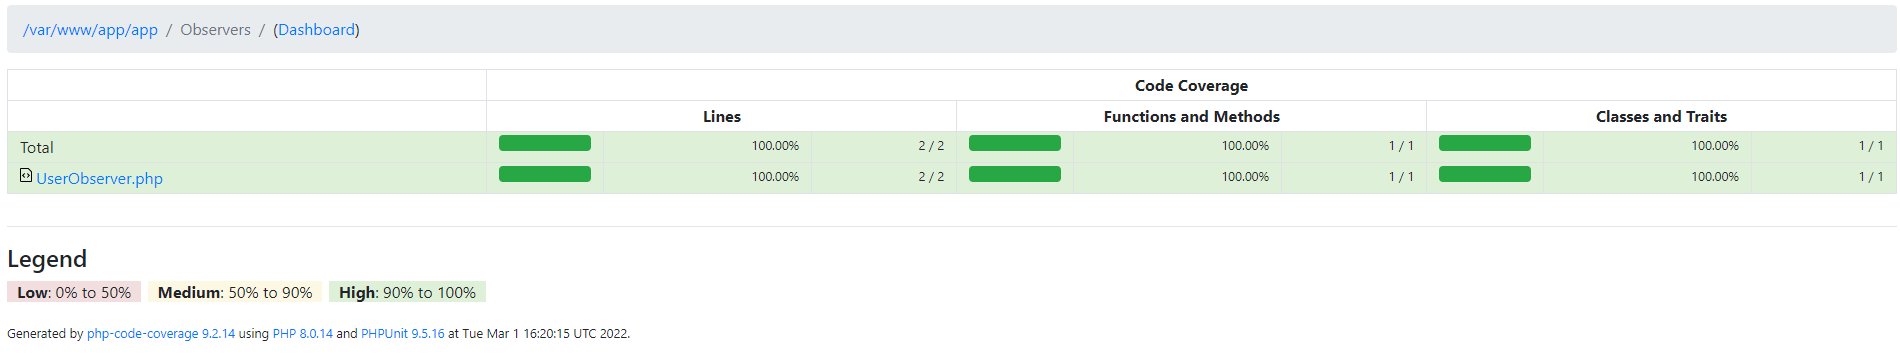 /var/www/app/app / Observers / (Dashboard)
Code Coverage
Lines Functions and Methods Classes and Traits
Total 100.00% 2 / 2 100.00% 1 / 1 100.00% 1 / 1
UserObserver.php 100.00% 2 / 2 100.00% 1 / 1 100.00% 1 / 1
Legend
Low: 0% to 50% Medium: 50% to 90% High: 90% to 100%
Generated by php-code-coverage 9.2.14 using PHP 8.0.14 and PHPUnit 9.5.16 at Tue Mar 1 16:20:15 UTC 2022.